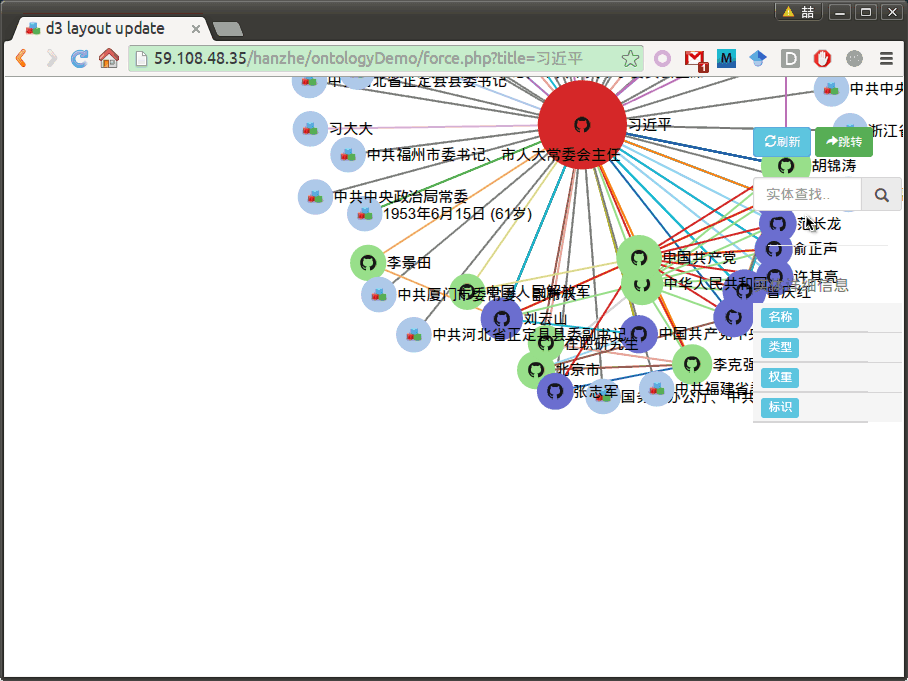 喆
d3 layout update
59.108.48.35/hanzhe/ontologyDemo/force.php?title=习近平
M
D
1
中共河北省正定县县委书记
中共中央
习大大
习近平
浙江省
刷新
跳转
中共福州市委书记、市人大常委会主任
胡锦涛
中共中央政治局常委
实体查找..
1953年6月15日 (61岁)
范长龙
俞正声
中国共产党
李景田
许其亮
中华人民共和国
详细信息
曾庆红
中国人民解放军
中共厦门市委常委、副市长
刘云山
名称
中共河北省正定县县委副书记
中国共产党中央
在职研究生
类型
北京市
李克强
权重
张志军
中共福建省
国务院办公厅、中共
标识